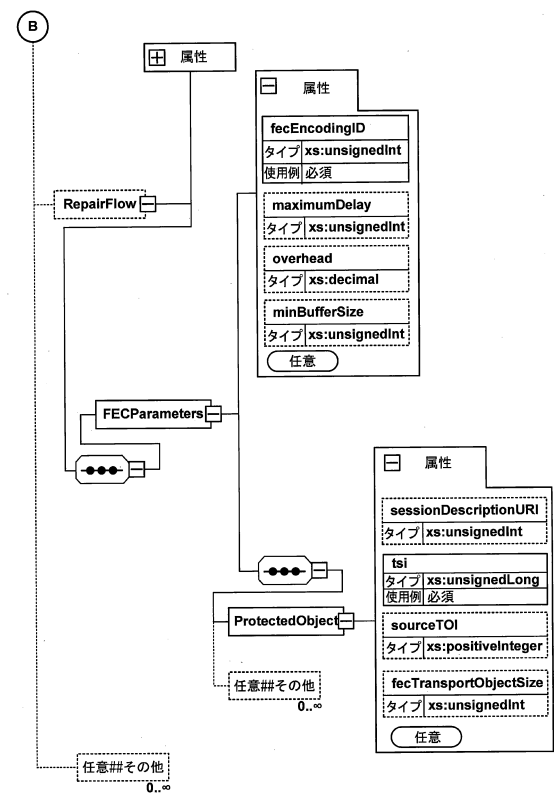 B
属性
属性
fecEncodingID
タイプ xs:unsignedInt
使用例 必須
RepairFlow
maximumDelay
タイプ xs:unsignedInt
overhead
タイプ xs:decimal
minBufferSize
タイプ xs:unsignedInt
任意
FECParameters
属性
sessionDescriptionURI
タイプ xs:unsignedInt
tsi
タイプ xs:unsignedLong
使用例 必須
ProtectedObject
sourceTOI
タイプ xs:positiveInteger
任意##その他
0..∞
fecTransportObjectSize
タイプ xs:unsignedInt
任意
任意##その他
0..∞